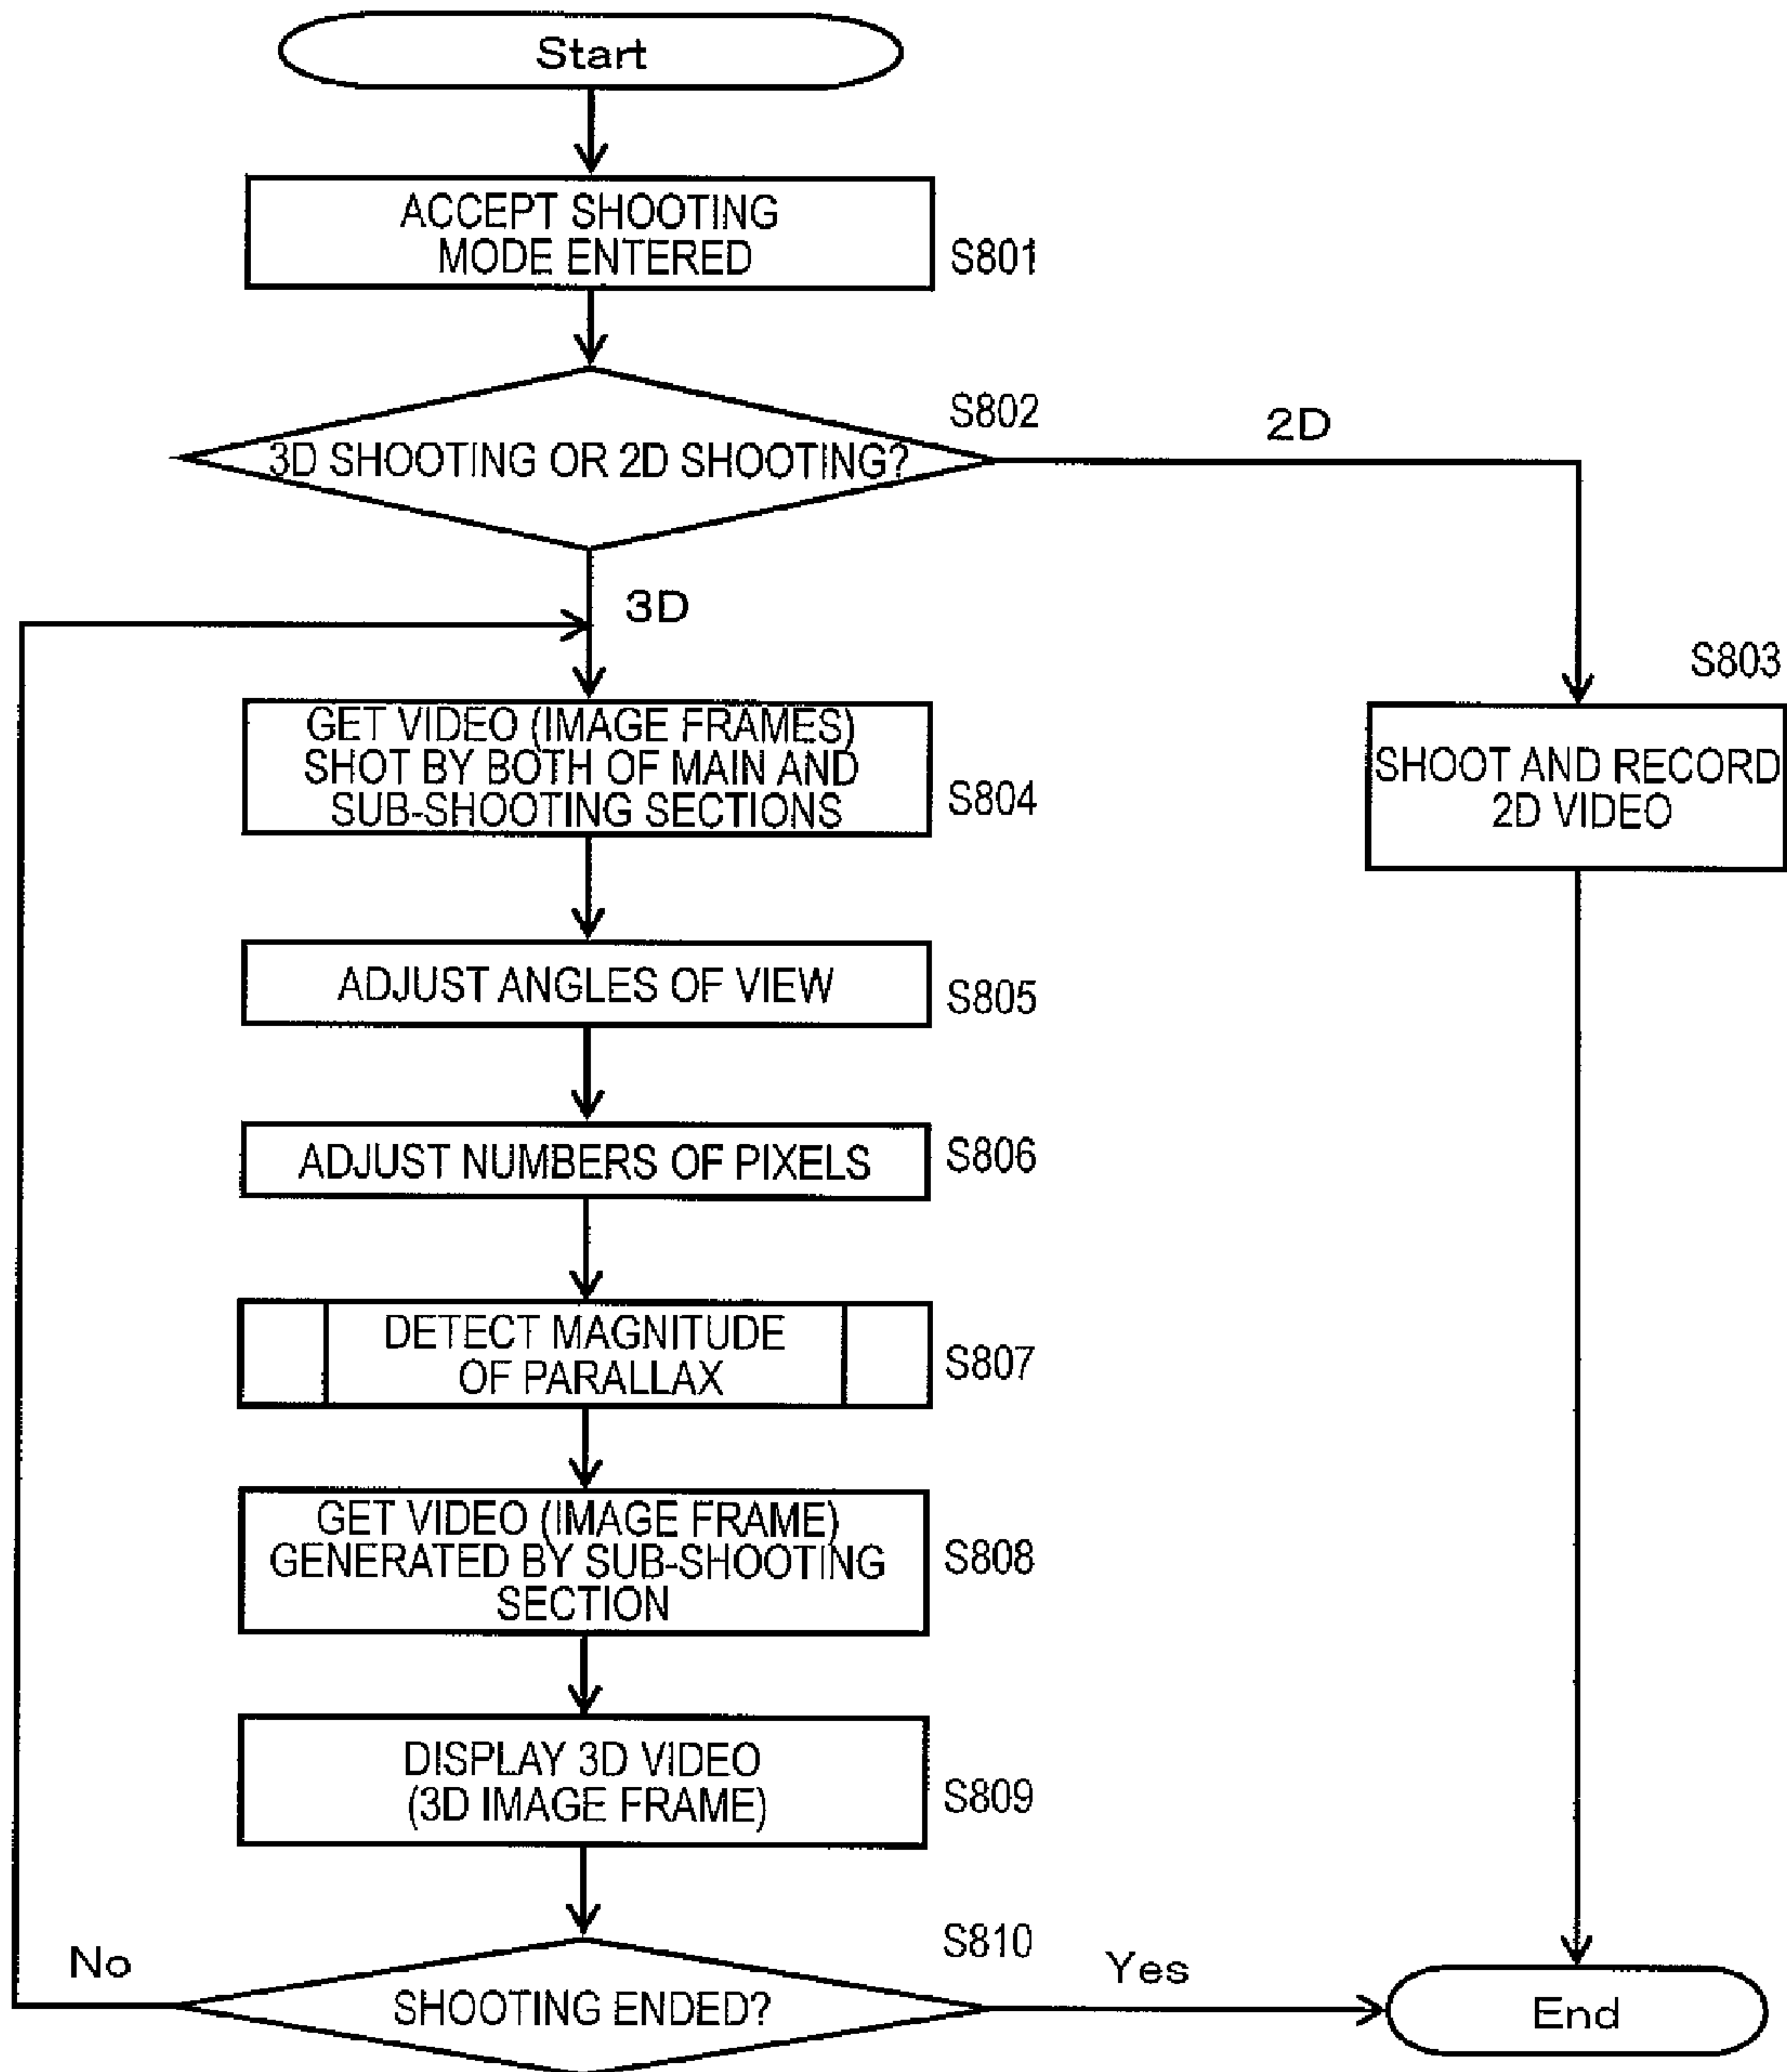 Start
ACCEPT SHOOTING
MODE ENTERED
S801
S802
3D SHOOTING OR 2D SHOOTING?
2D
3D
S803
SHOOT AND RECORD
2D VIDEO
GET VIDEO (IMAGE FRAMES)
SHOT BY BOTH OF MAIN AND
SUB-SHOOTING SECTIONS
S804
ADJUST ANGLES OF VIEW
S805
ADJUST NUMBERS OF PIXELS
S806
DETECT MAGNITUDE
OF PARALLAX
S807
GET VIDEO (IMAGE FRAME)
GENERATED BY SUB-SHOOTING
SECTION
S808
DISPLAY 3D VIDEO
(3D IMAGE FRAME)
S809
S810
No
Yes
SHOOTING ENDED?
End